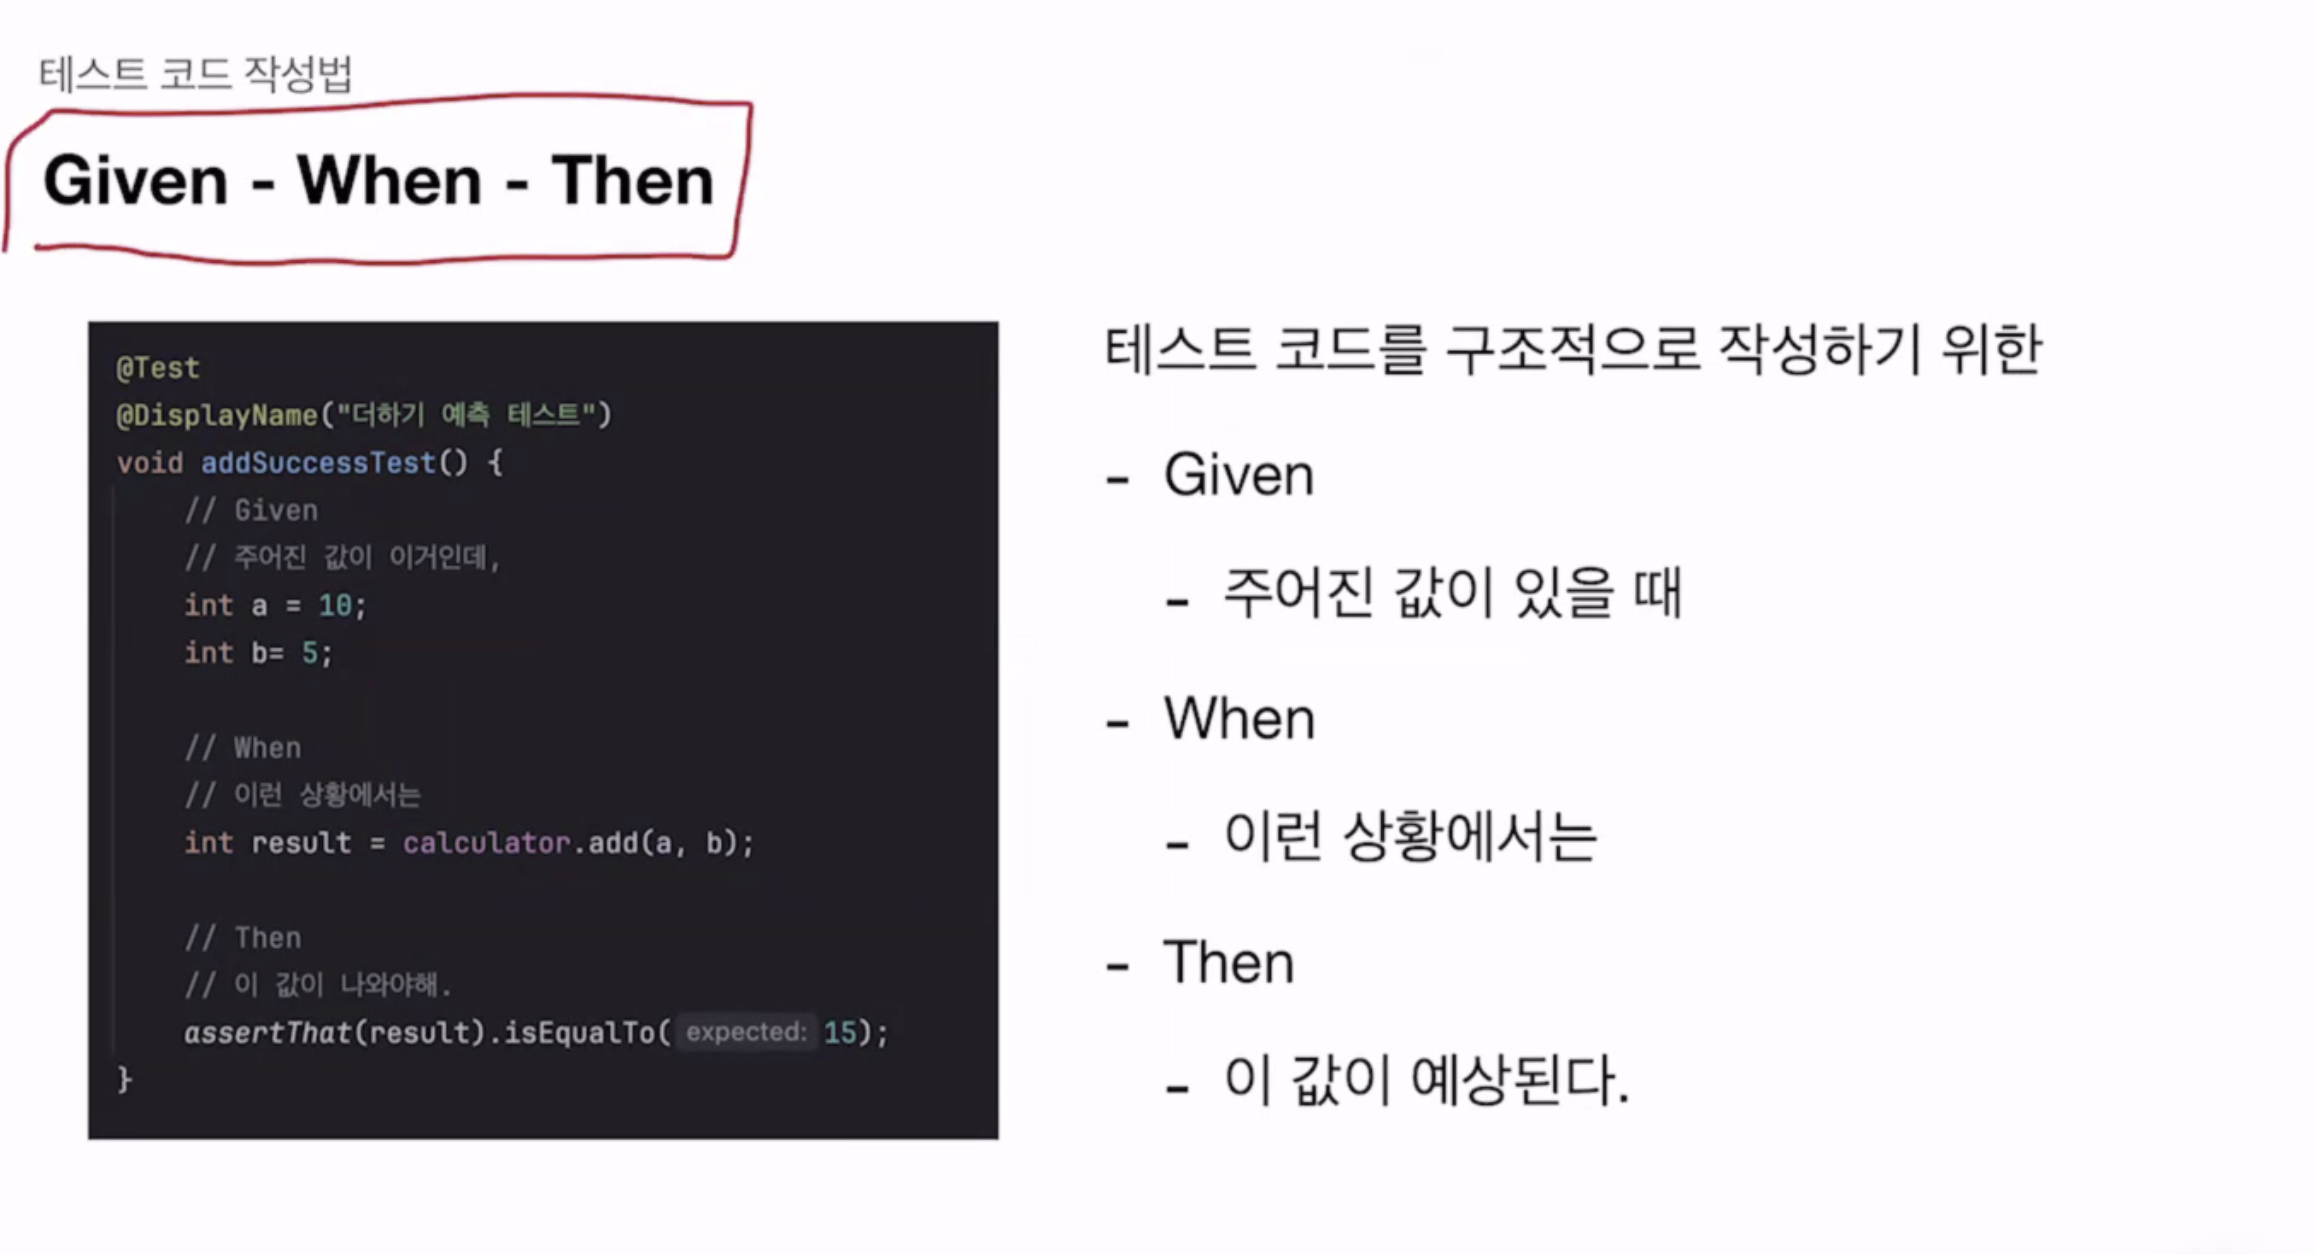 테스트 코드 작성법
Given - When - Then
@Test
@DisplayName("더하기 예측 테스트")
void addSuccessTest() {
// Given
// 주어진 값이 이거인데,
int a = 10;
int b= 5;
// When
// 이런 상황에서는
int result = calculator.add(a, b);
// Then
// 이 값이 나와야해.
assertThat(result).isEqualTo( expected: 15);
}
테스트 코드를 구조적으로 작성하기 위한
- Given
- 주어진 값이 있을 때
- When
- 이런 상황에서는
- Then
- 이 값이 예상된다.